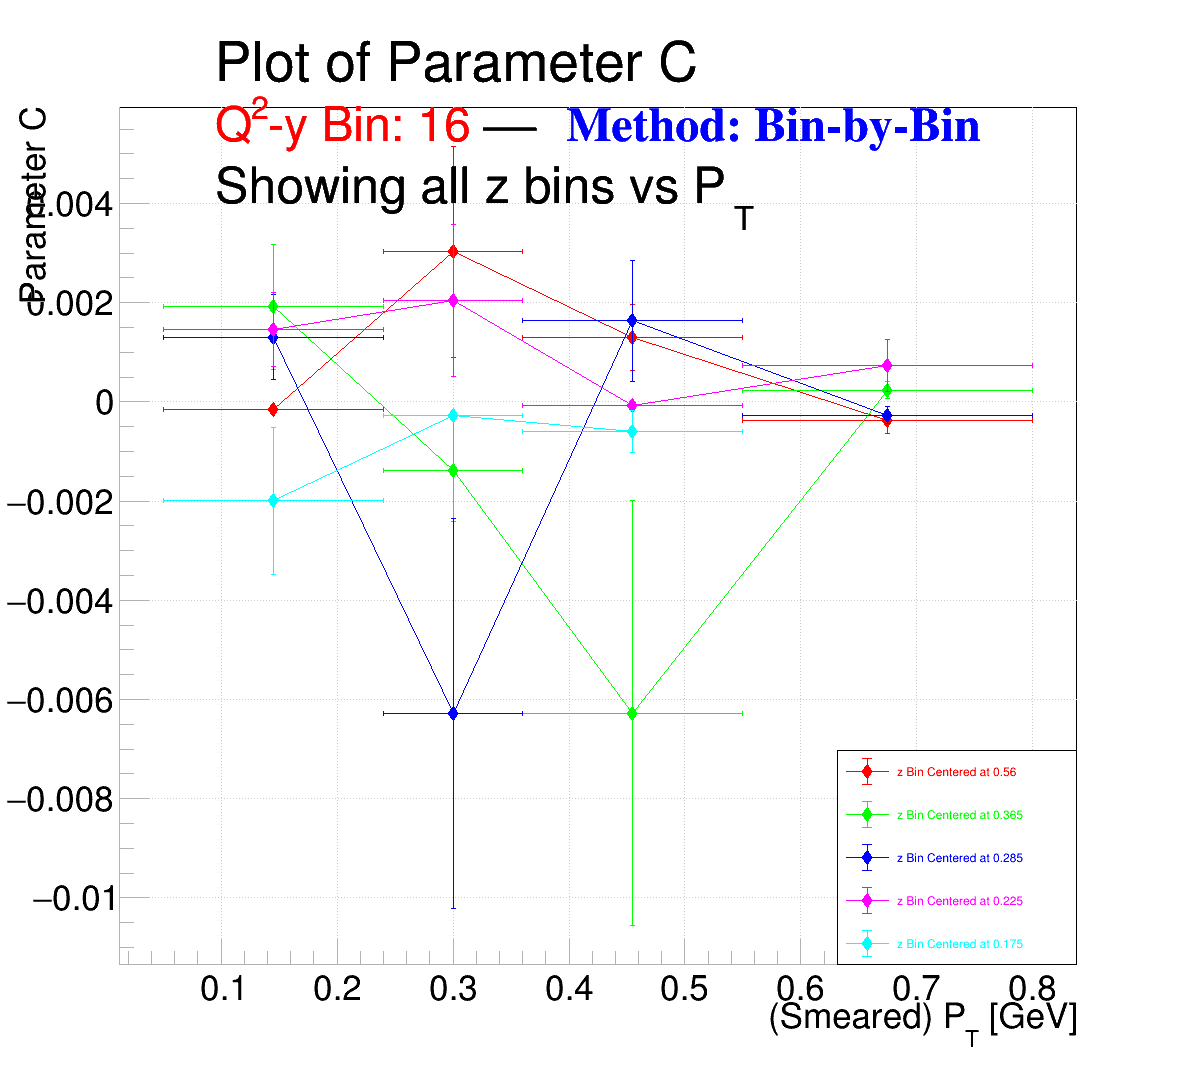 Plot of Parameter C
Q²-y Bin: 16 — Method: Bin-by-Bin
Showing all z bins vs P_T
Parameter C
0.004
0.002
0
−0.002
−0.004
−0.006
−0.008
−0.01
z Bin Centered at 0.56
z Bin Centered at 0.365
z Bin Centered at 0.285
z Bin Centered at 0.225
z Bin Centered at 0.175
0.1 0.2 0.3 0.4 0.5 0.6 0.7 0.8
(Smeared) P_T [GeV]